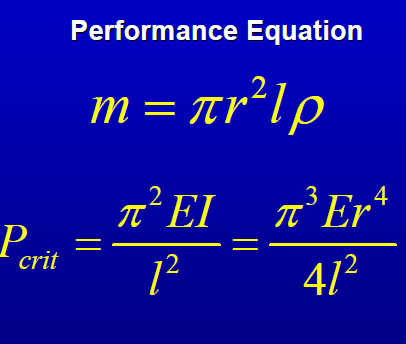 Performance Equation
m = πr²lρ
P_crit = π²EI / l² = π³Er⁴ / 4l²